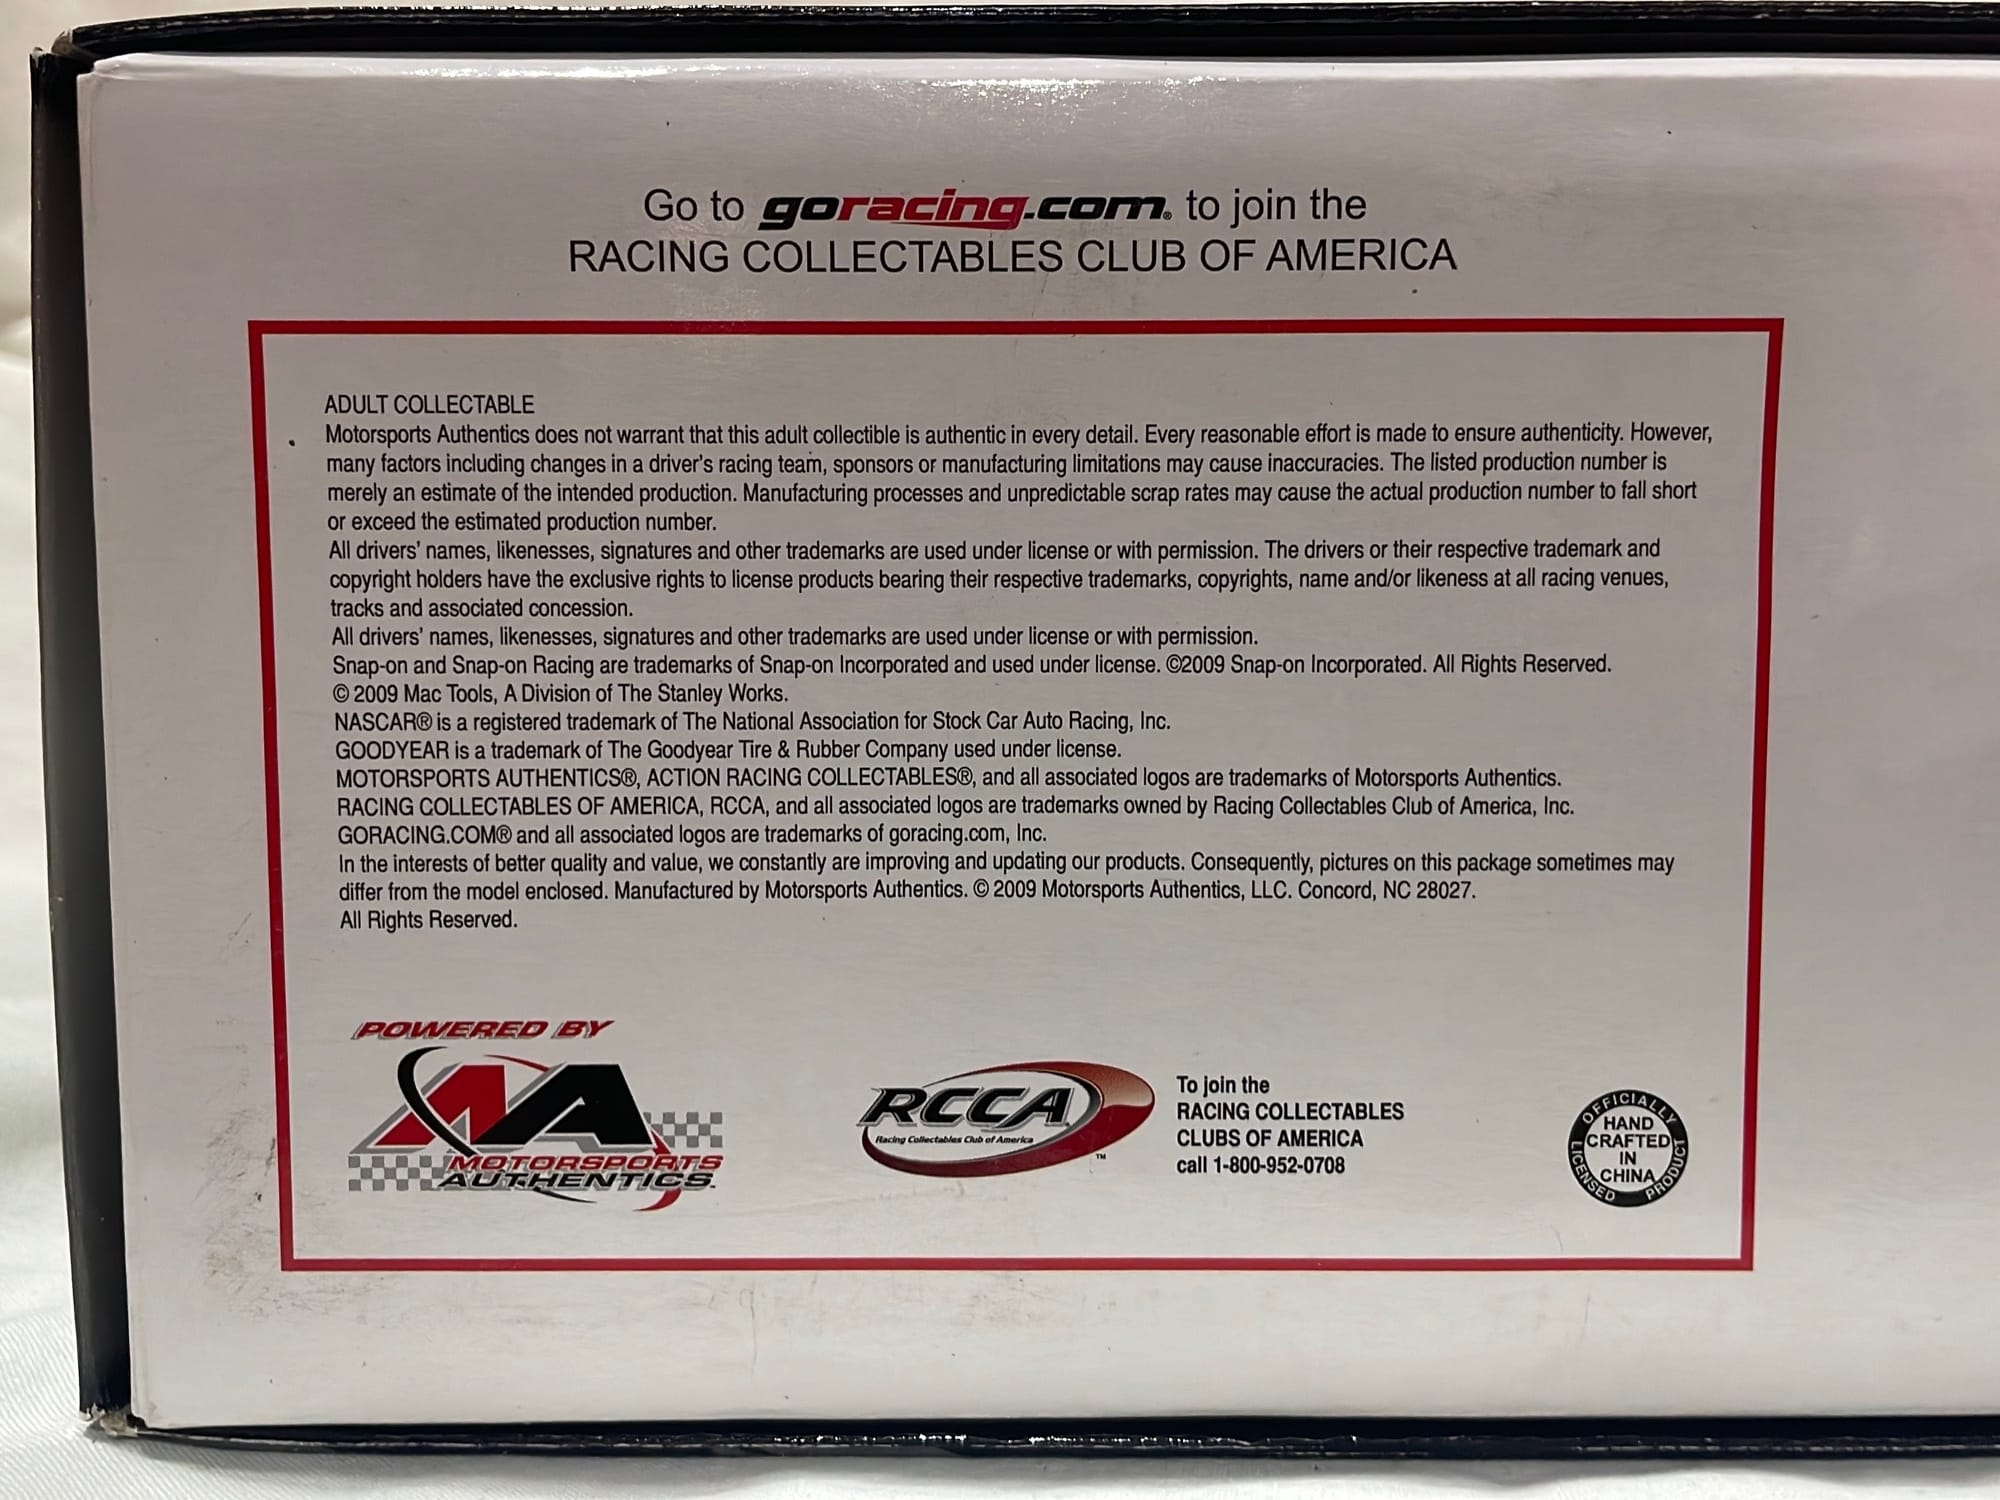 Go to goracing.com® to join the
RACING COLLECTABLES CLUB OF AMERICA
ADULT COLLECTABLE
Motorsports Authentics does not warrant that this adult collectible is authentic in every detail. Every reasonable effort is made to ensure authenticity. However,
many factors including changes in a driver's racing team, sponsors or manufacturing limitations may cause inaccuracies. The listed production number is
merely an estimate of the intended production. Manufacturing processes and unpredictable scrap rates may cause the actual production number to fall short
or exceed the estimated production number.
All drivers' names, likenesses, signatures and other trademarks are used under license or with permission. The drivers or their respective trademark and
copyright holders have the exclusive rights to license products bearing their respective trademarks, copyrights, name and/or likeness at all racing venues,
tracks and associated concession.
All drivers' names, likenesses, signatures and other trademarks are used under license or with permission.
Snap-on and Snap-on Racing are trademarks of Snap-on Incorporated and used under license. ©2009 Snap-on Incorporated. All Rights Reserved.
© 2009 Mac Tools, A Division of The Stanley Works.
NASCAR® is a registered trademark of The National Association for Stock Car Auto Racing, Inc.
GOODYEAR is a trademark of The Goodyear Tire & Rubber Company used under license.
MOTORSPORTS AUTHENTICS®, ACTION RACING COLLECTABLES®, and all associated logos are trademarks of Motorsports Authentics.
RACING COLLECTABLES OF AMERICA, RCCA, and all associated logos are trademarks owned by Racing Collectables Club of America, Inc.
GORACING.COM® and all associated logos are trademarks of goracing.com, Inc.
In the interests of better quality and value, we constantly are improving and updating our products. Consequently, pictures on this package sometimes may
differ from the model enclosed. Manufactured by Motorsports Authentics. © 2009 Motorsports Authentics, LLC. Concord, NC 28027.
All Rights Reserved.
POWERED BY
MA
MOTORSPORTS
AUTHENTICS
RCCA
Racing Collectables Club of America
TM
To join the
RACING COLLECTABLES
CLUBS OF AMERICA
call 1-800-952-0708
OFFICIALLY LICENSED PRODUCT
HAND
CRAFTED
IN
CHINA